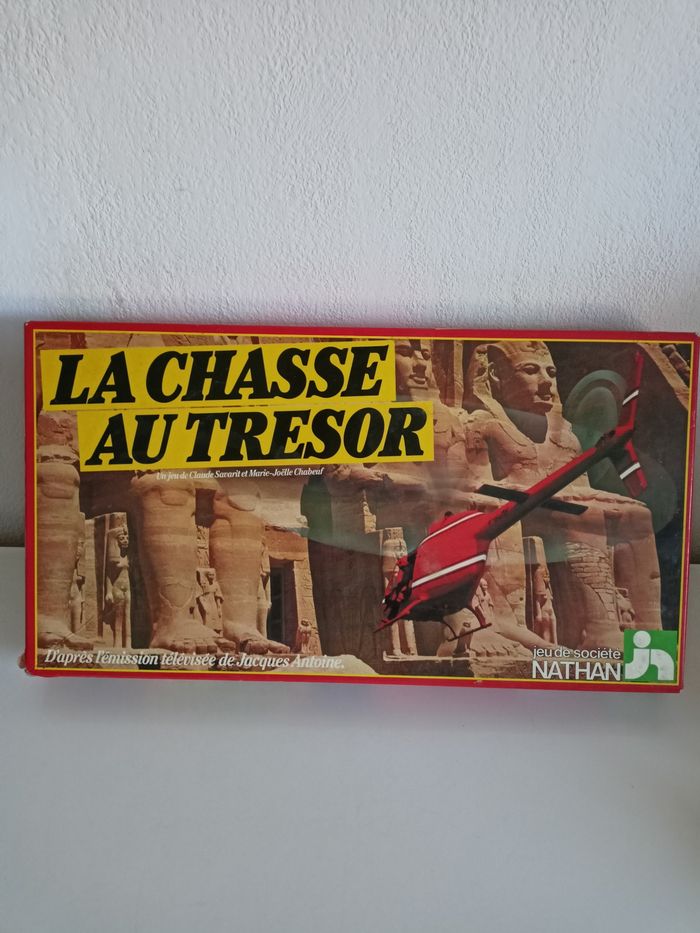 LA CHASSE
AU TRESOR
Un jeu de Claude Savarit et Marie-Joëlle Chabeuf
D'après l'émission télévisée de Jacques Antoine.
jeu de société
NATHAN